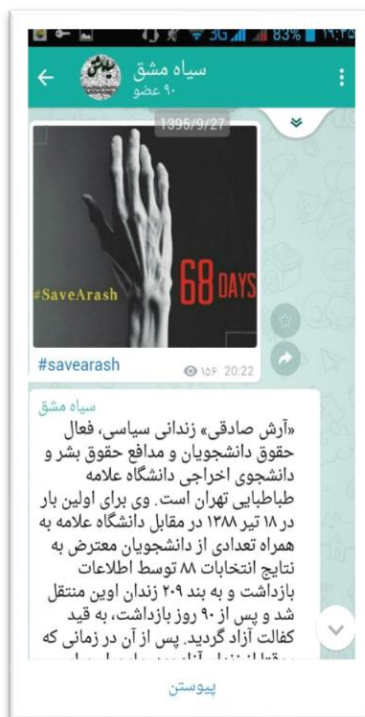 3G 83% ۱۹:۴۵
سیاه مشق
۹۰ عضو
1395/9/27
#SaveArash
68 DAYS
#savearash
۱۵۶ 20:22
سیاه مشق
«آرش صادقی» زندانی سیاسی، فعال
حقوق دانشجویان و مدافع حقوق بشر و
دانشجوی اخراجی دانشگاه علامه
طباطبایی تهران است. وی برای اولین بار
در ۱۸ تیر ۱۳۸۸ در مقابل دانشگاه علامه به
همراه تعدادی از دانشجویان معترض به
نتایج انتخابات ۸۸ توسط اطلاعات
بازداشت و به بند ۲۰۹ زندان اوین منتقل
شد و پس از ۹۰ روز بازداشت، به قید
کفالت آزاد گردید. پس از آن در زمانی که
پیوستن